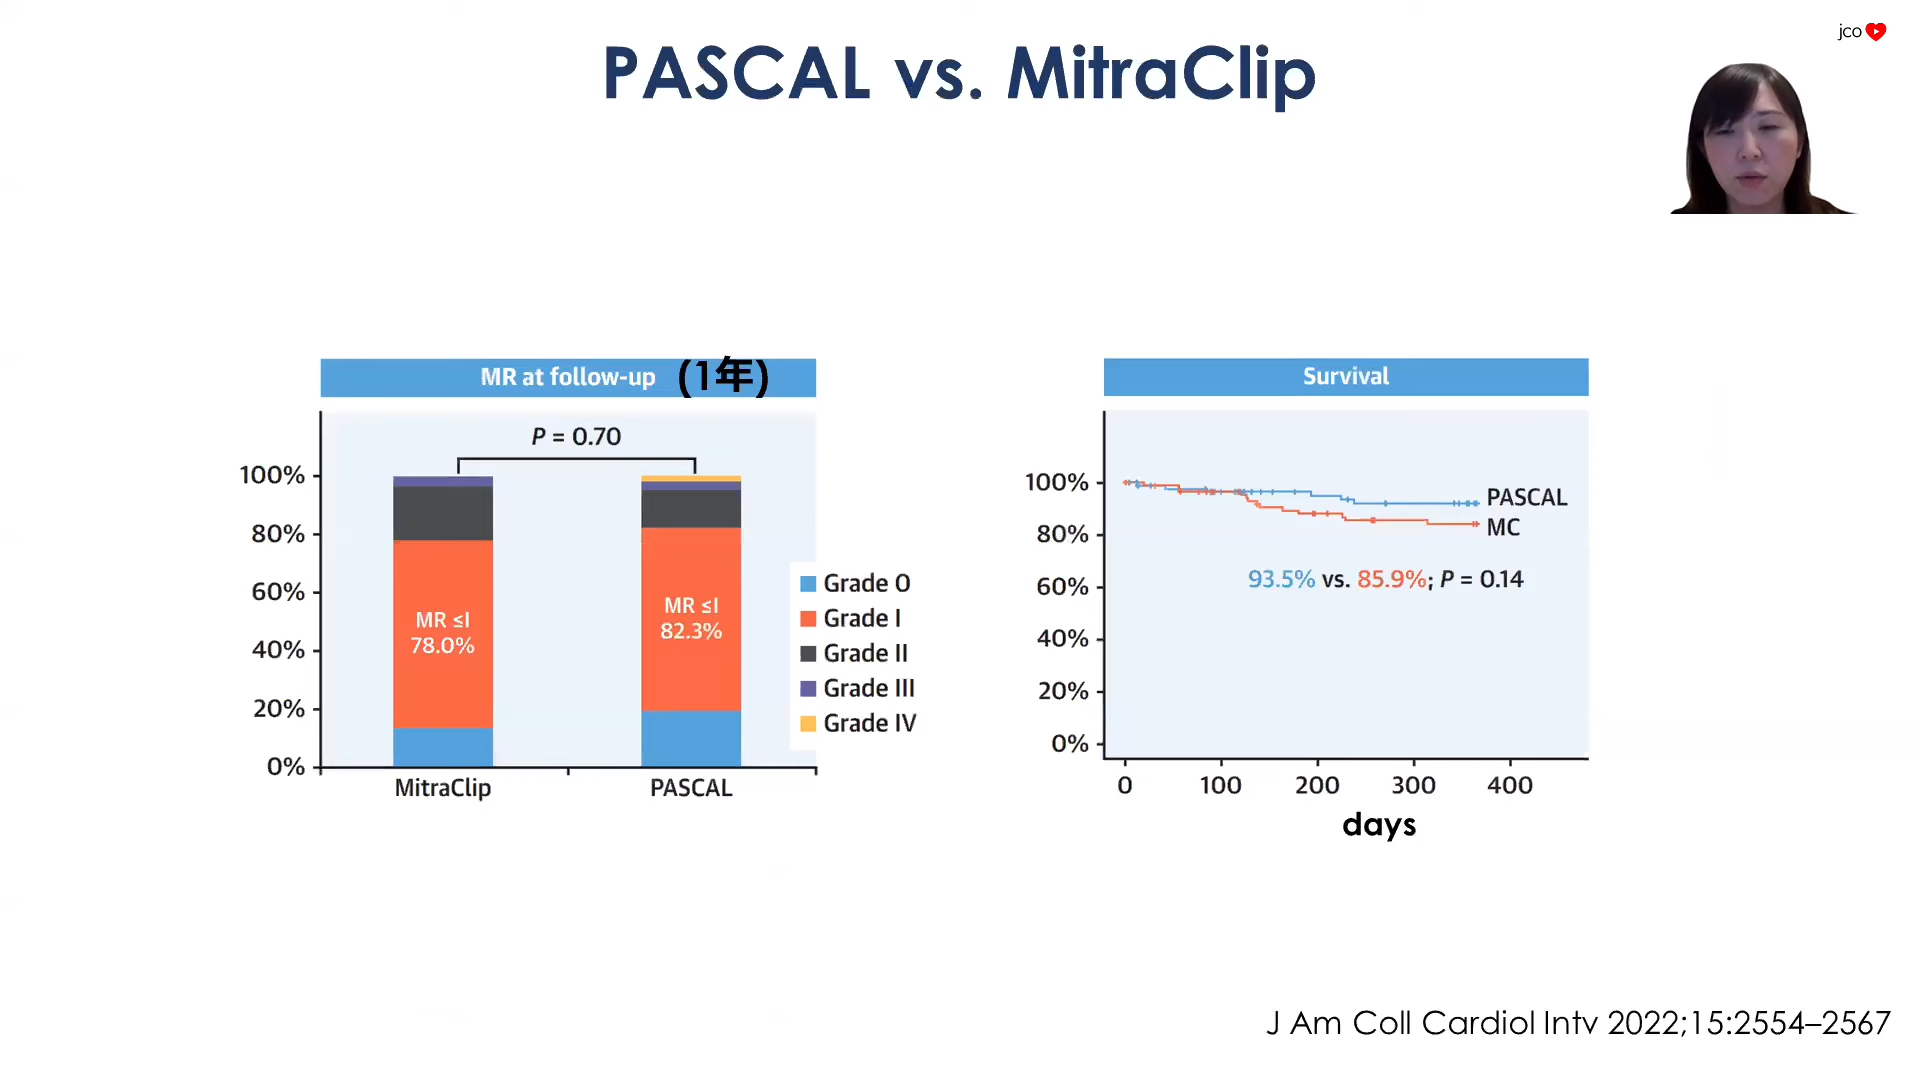 jco
PASCAL vs. MitraClip
MR at follow-up (1年)
P = 0.70
100%
80%
60%
40%
20%
0%
MR ≤I
78.0%
MR ≤I
82.3%
MitraClip
PASCAL
Grade 0
Grade I
Grade II
Grade III
Grade IV
Survival
100%
80%
60%
40%
20%
0%
PASCAL
MC
93.5% vs. 85.9%; P = 0.14
0 100 200 300 400
days
J Am Coll Cardiol Intv 2022;15:2554–2567